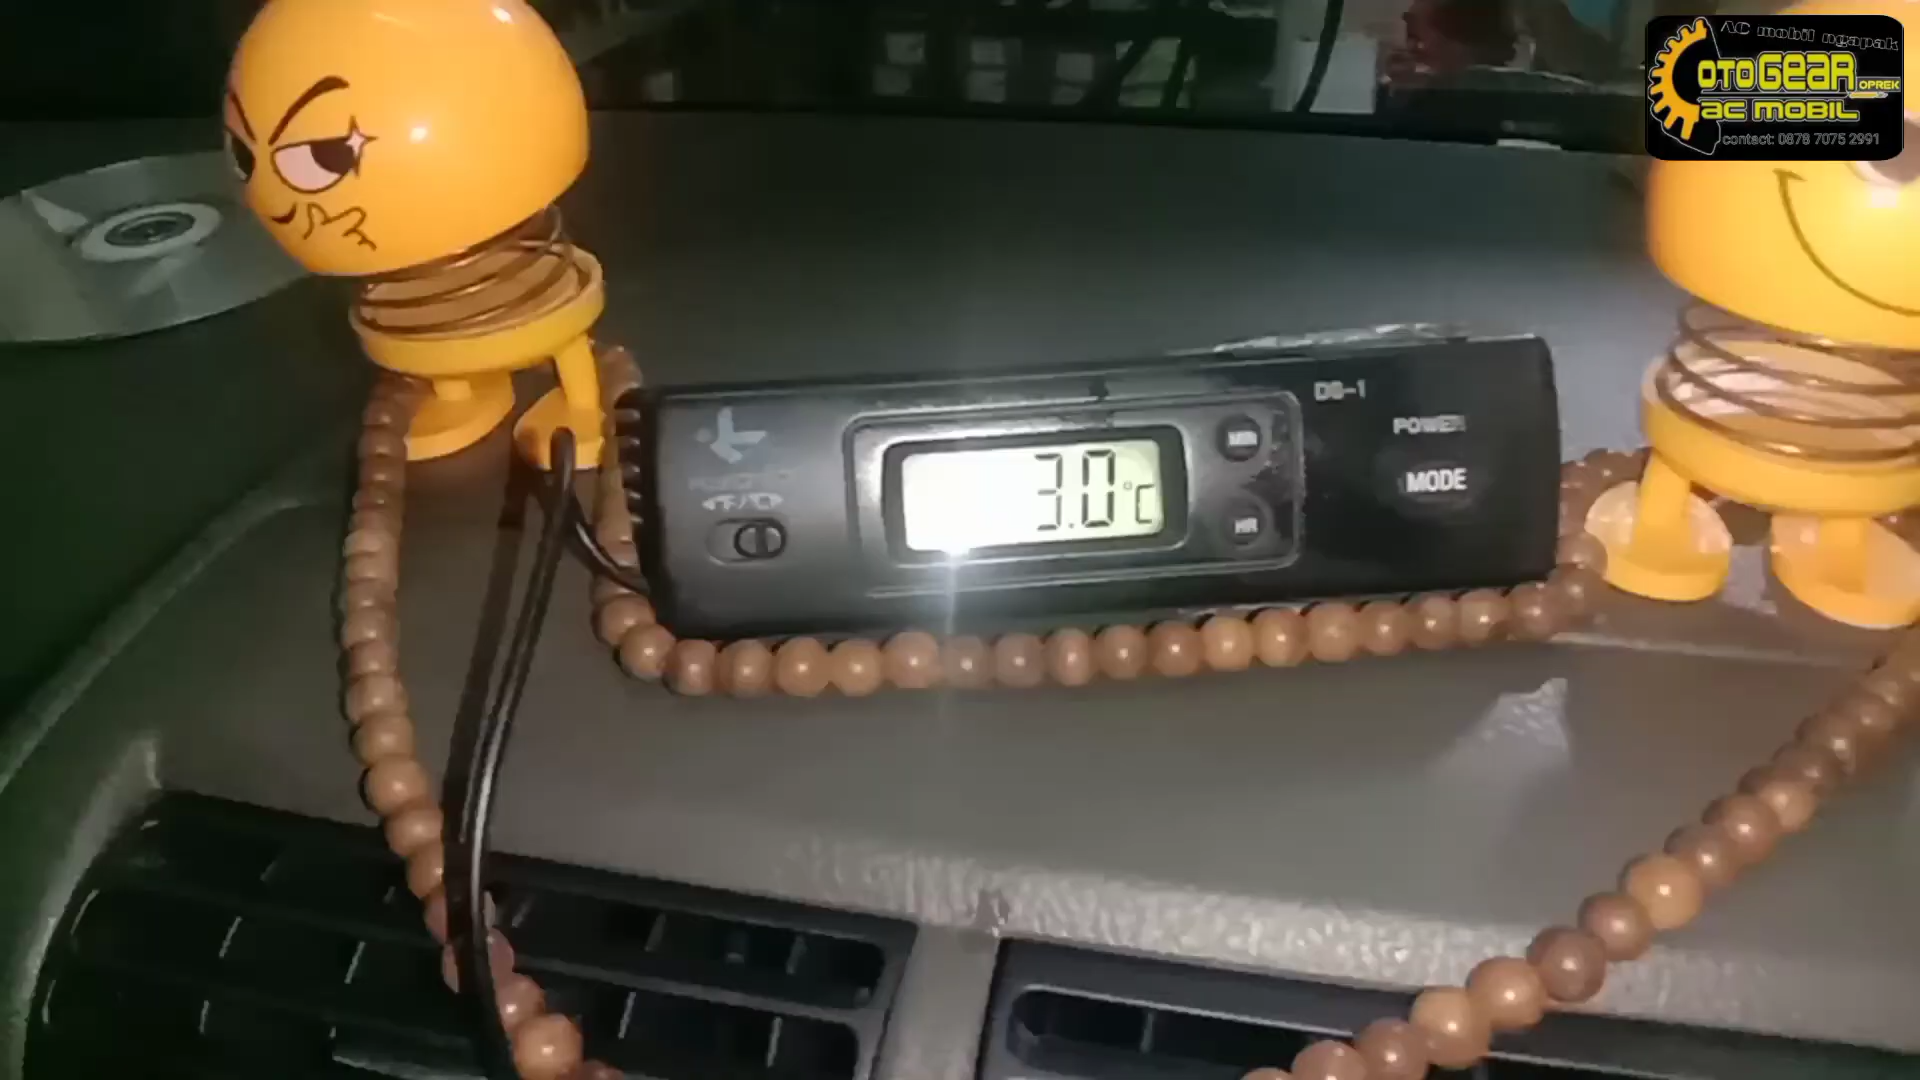 AC mobil ngapak
OTOGEAR
OPREK
AC MOBIL
contact: 0878 7075 2991
DS-1
POWER
MODE
MIN
HR
°F/°C
3.0°C